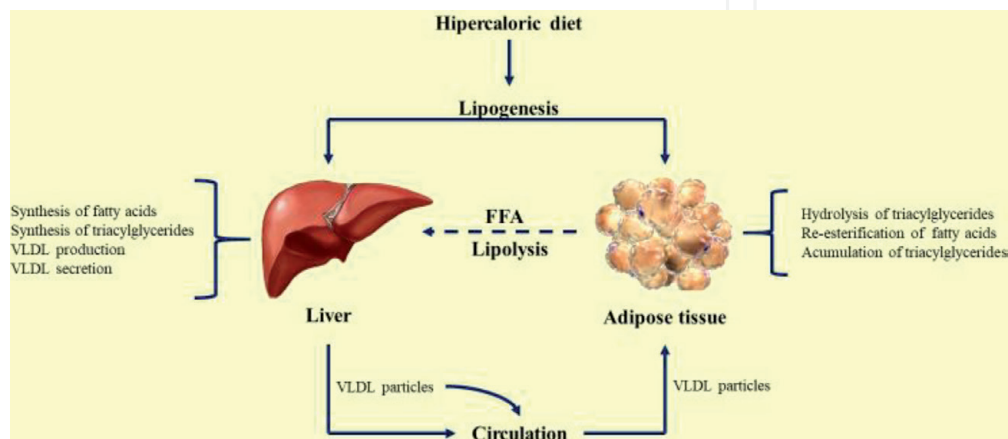 Hipercaloric diet
Lipogenesis
Synthesis of fatty acids
Synthesis of triacylglycerides
VLDL production
VLDL secretion
FFA
Lipolysis
Hydrolysis of triacylglycerides
Re-esterification of fatty acids
Acumulation of triacylglycerides
Liver
Adipose tissue
VLDL particles
VLDL particles
Circulation